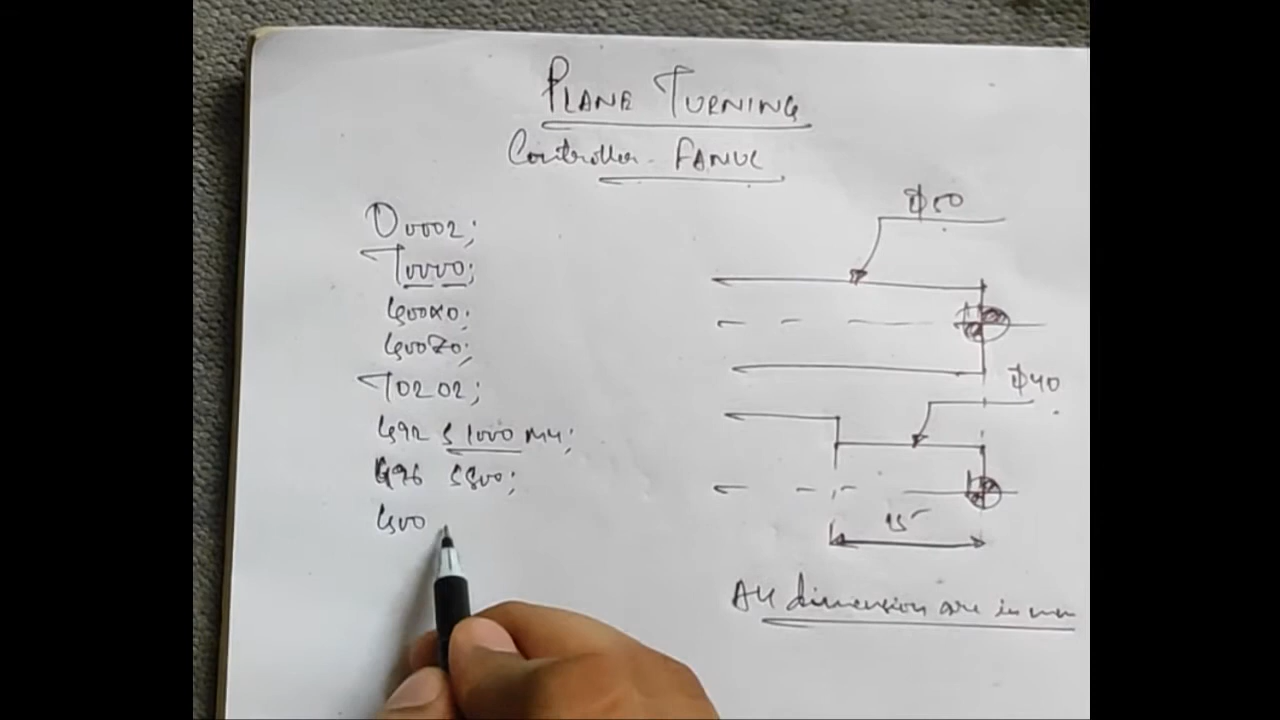 PLANE TURNING
Controller - FANUC
O0002;
T0000;
G00X0;
G00Z0;
T0202;
G92 S1000 M4;
G96 S800;
G00
ϕ50
ϕ40
15
All dimension are in mm